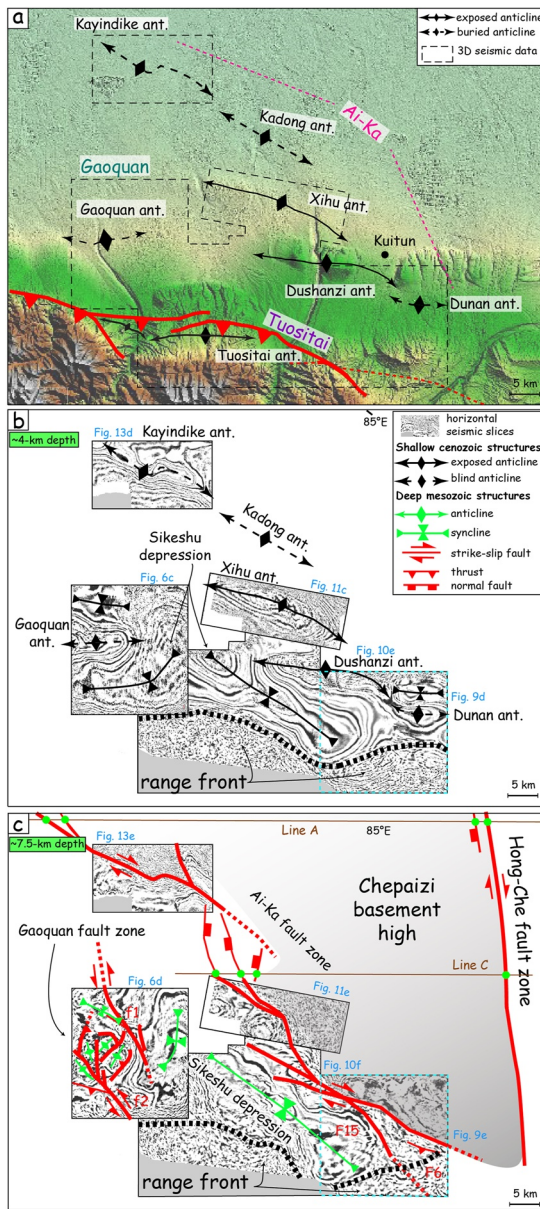 a
Kayindike ant.
exposed anticline
buried anticline
3D seismic data
Kadong ant.
Ai-Ka
Gaoquan
Gaoquan ant.
Xihu ant.
Kuitun
Dushanzi ant.
Dunan ant.
Tuositai
Tuositai ant.
5 km
85°E
b
~4-km depth
Fig. 13d
Kayindike ant.
horizontal
seismic slices
Shallow cenozoic structures
exposed anticline
blind anticline
Deep mesozoic structures
anticline
syncline
strike-slip fault
thrust
normal fault
Kadong ant.
Sikeshu
depression
Xihu ant.
Fig. 11c
Fig. 6c
Gaoquan
ant.
Fig. 10e
Dushanzi ant.
Fig. 9d
Dunan ant.
range front
5 km
c
~7.5-km depth
Line A
85°E
Fig. 13e
Hong-Che fault zone
Chepaizi
basement
high
Ai-Ka fault zone
Gaoquan fault
zone
Line C
Fig. 6d
f1
f2
Fig. 11e
Fig. 10f
Sikeshu depression
F15
Fig. 9e
F6
range front
5 km